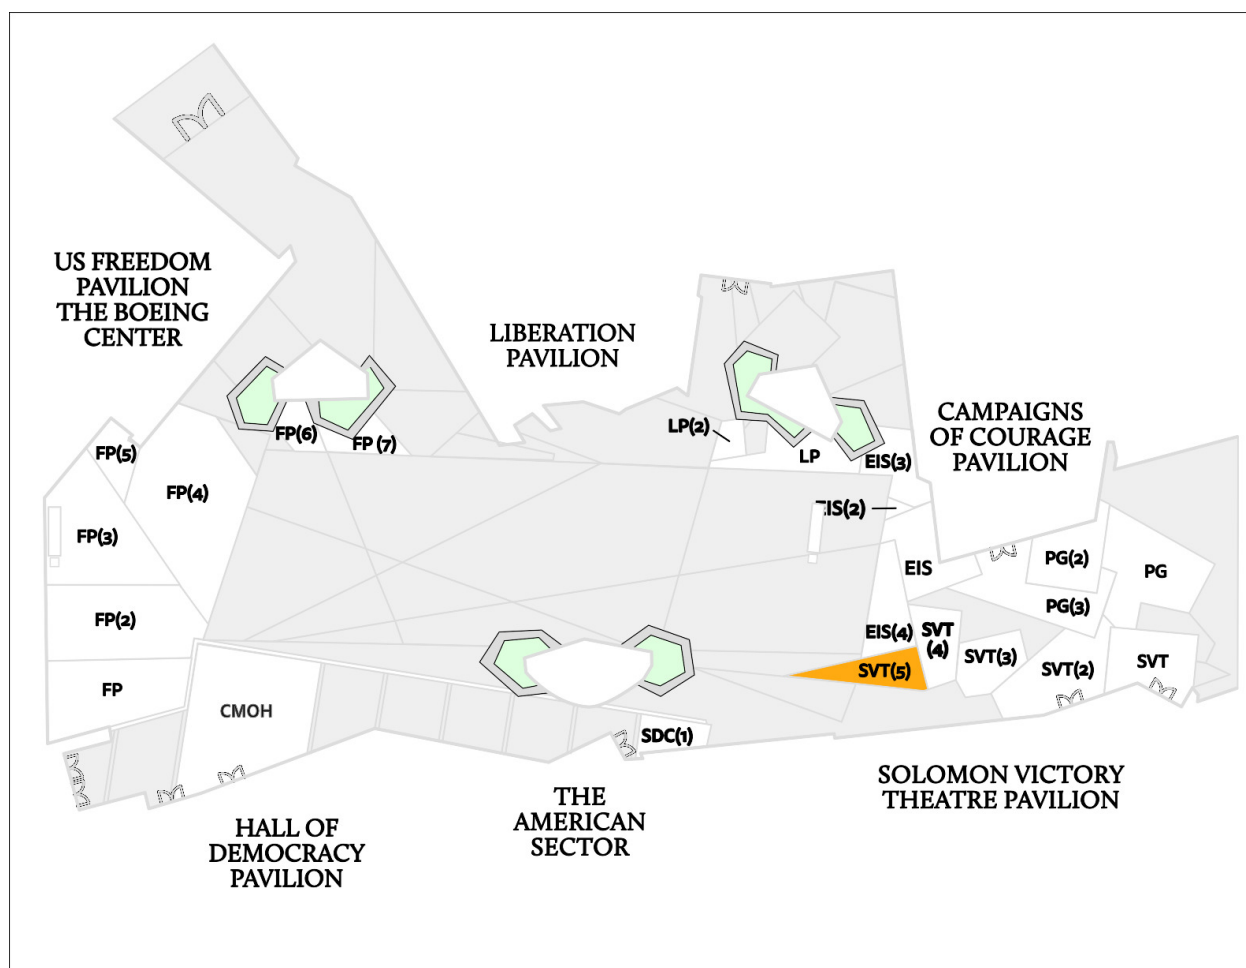 US FREEDOM
PAVILION
THE BOEING
CENTER
LIBERATION
PAVILION
CAMPAIGNS
OF COURAGE
PAVILION
FP(6)
FP (7)
LP(2)
LP
EIS(3)
FP(5)
FP(4)
EIS(2)
FP(3)
EIS
PG(2)
PG
PG(3)
FP(2)
EIS(4)
SVT
(4)
SVT(3)
SVT(5)
SVT(2)
SVT
FP
CMOH
SDC(1)
SOLOMON VICTORY
THEATRE PAVILION
THE
AMERICAN
SECTOR
HALL OF
DEMOCRACY
PAVILION